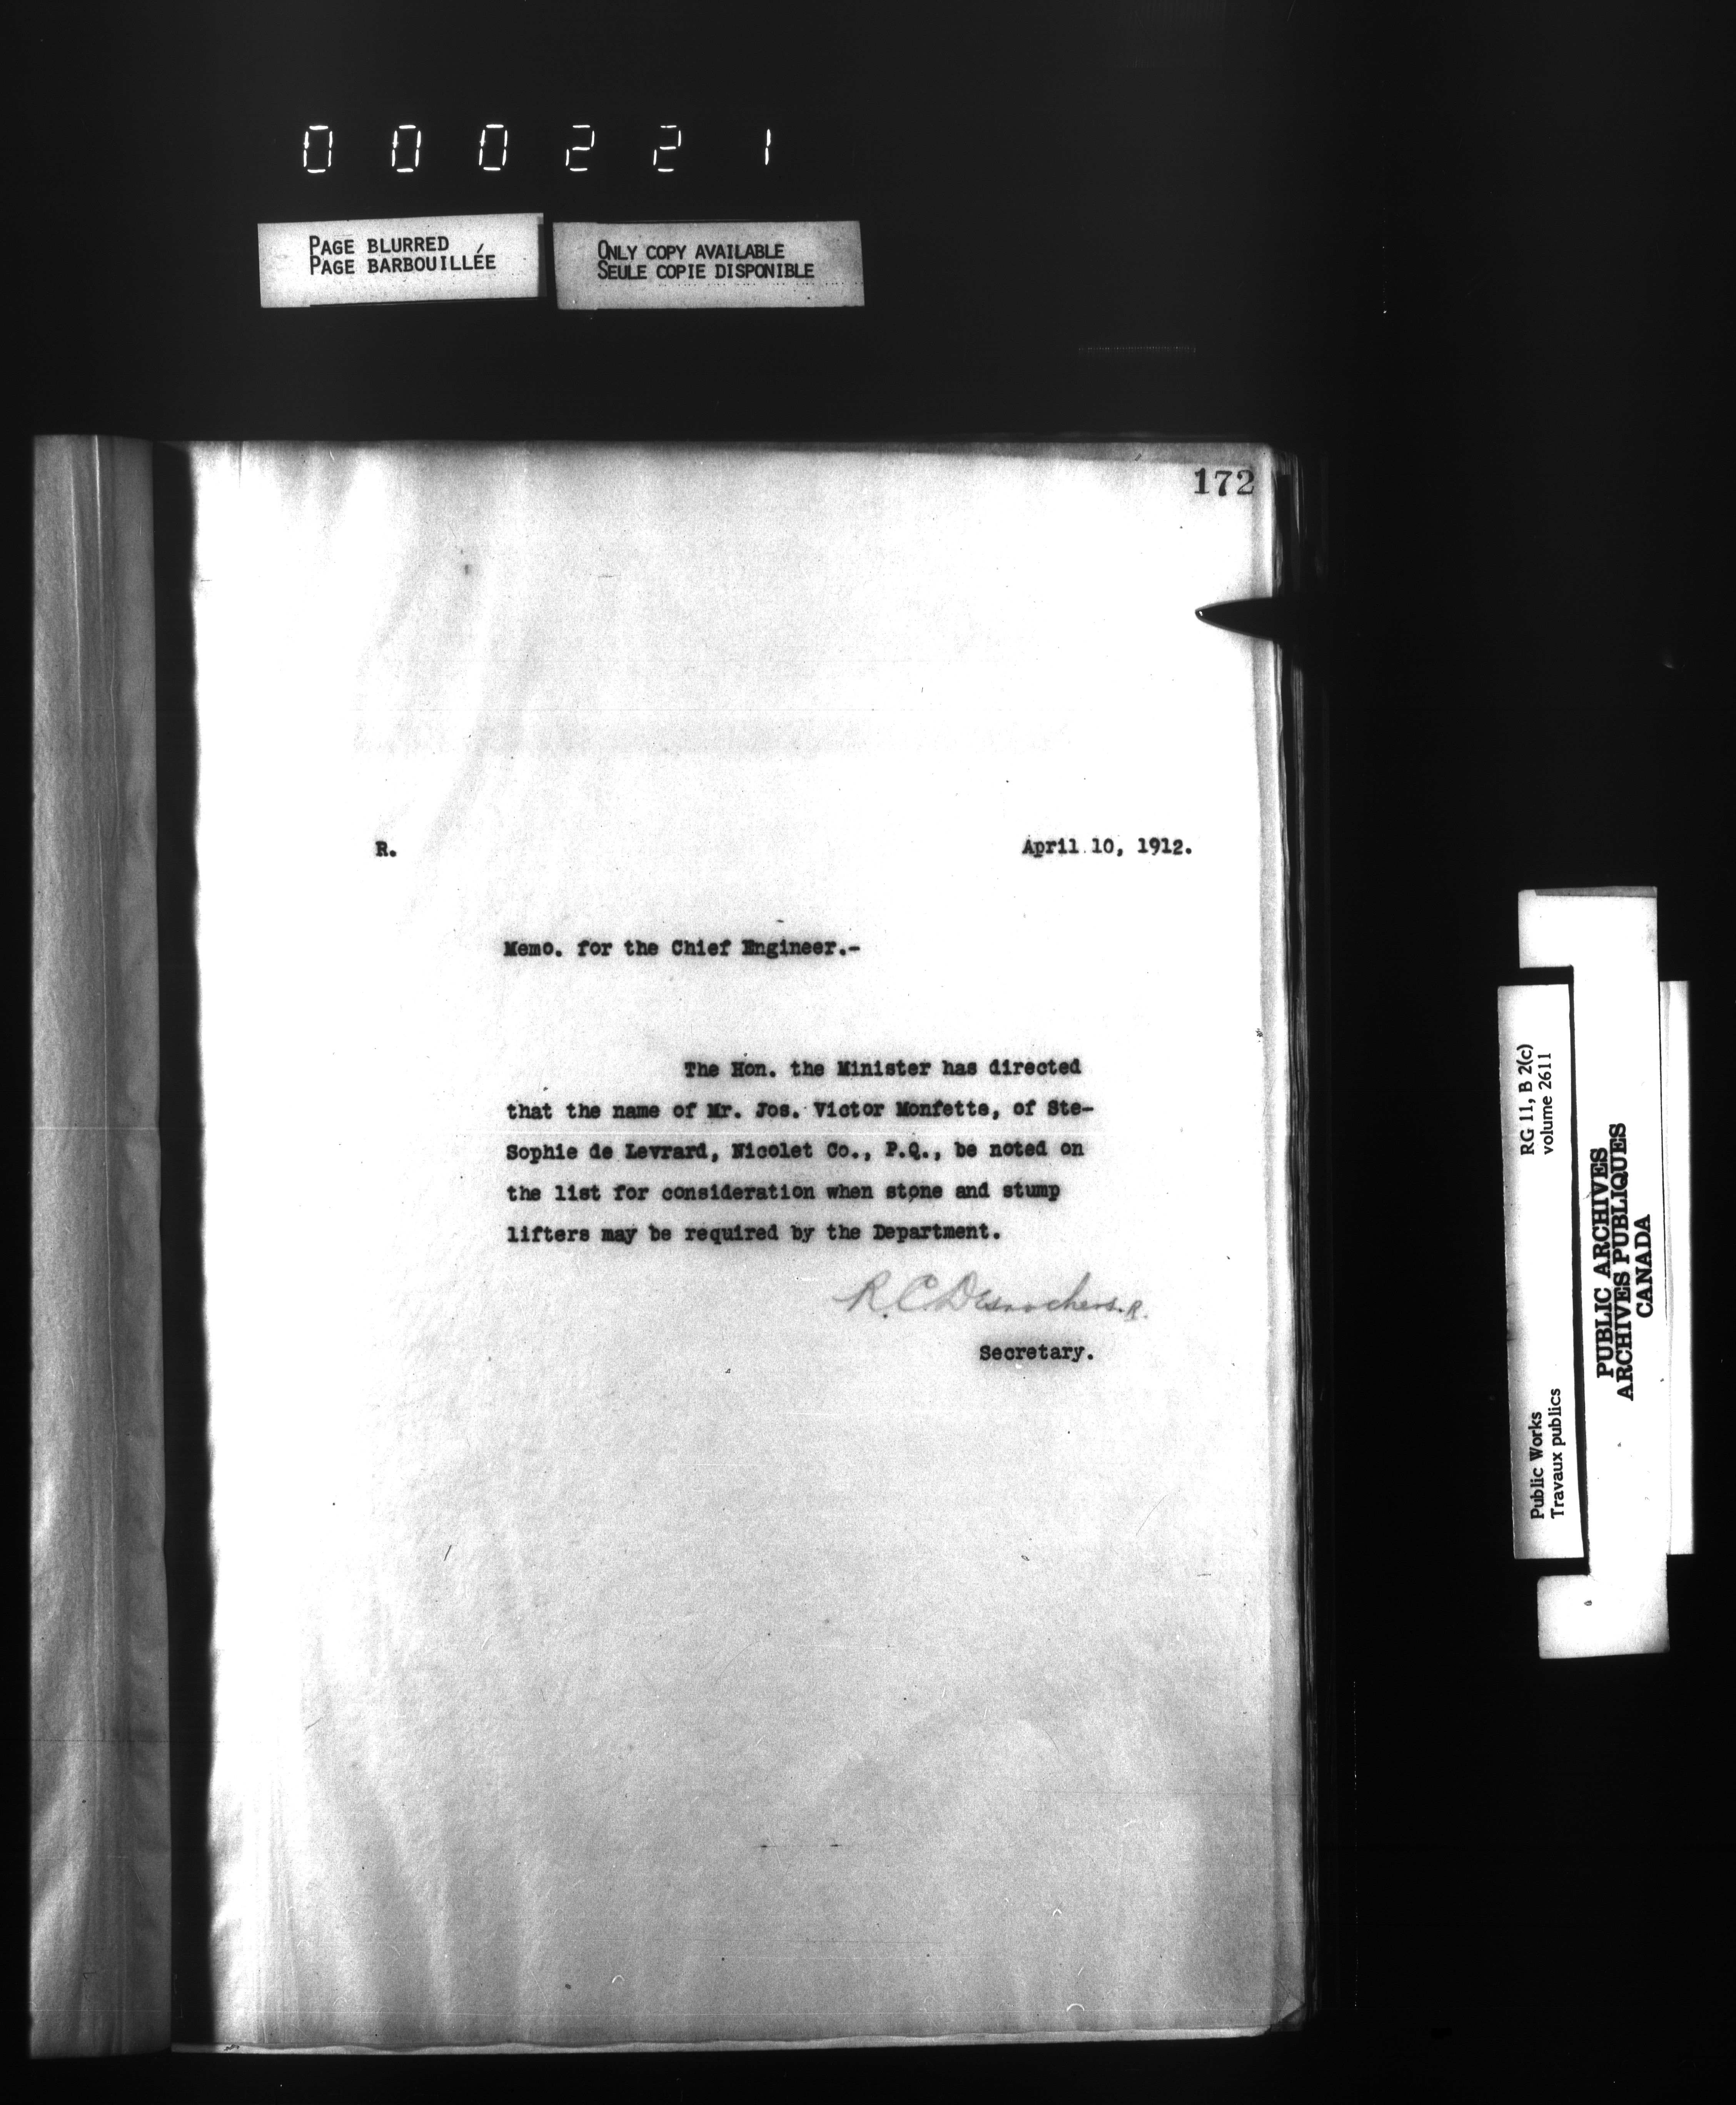 000221
PAGE BLURRED
PAGE BARBOUILLÉE
ONLY COPY AVAILABLE
SEULE COPIE DISPONIBLE
172
R.
April 10, 1912.
Memo. for the Chief Engineer.-
The Hon. the Minister has directed
that the name of Mr. Jos. Victor Monfette, of Ste-
Sophie de Levrard, Nicolet Co., P.Q., be noted on
the list for consideration when stone and stump
lifters may be required by the Department.
R. C. Desrochers. R.
Secretary.
RG 11, B 2(c)
volume 2611
Public Works
Travaux publics
PUBLIC ARCHIVES
ARCHIVES PUBLIQUES
CANADA